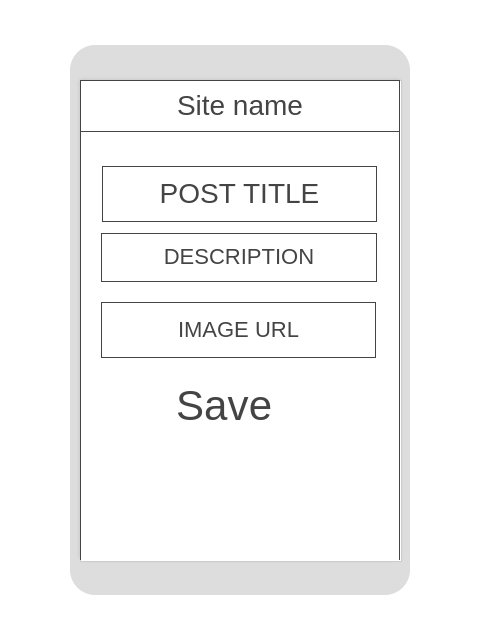 Site name
POST TITLE
DESCRIPTION
IMAGE URL
Save